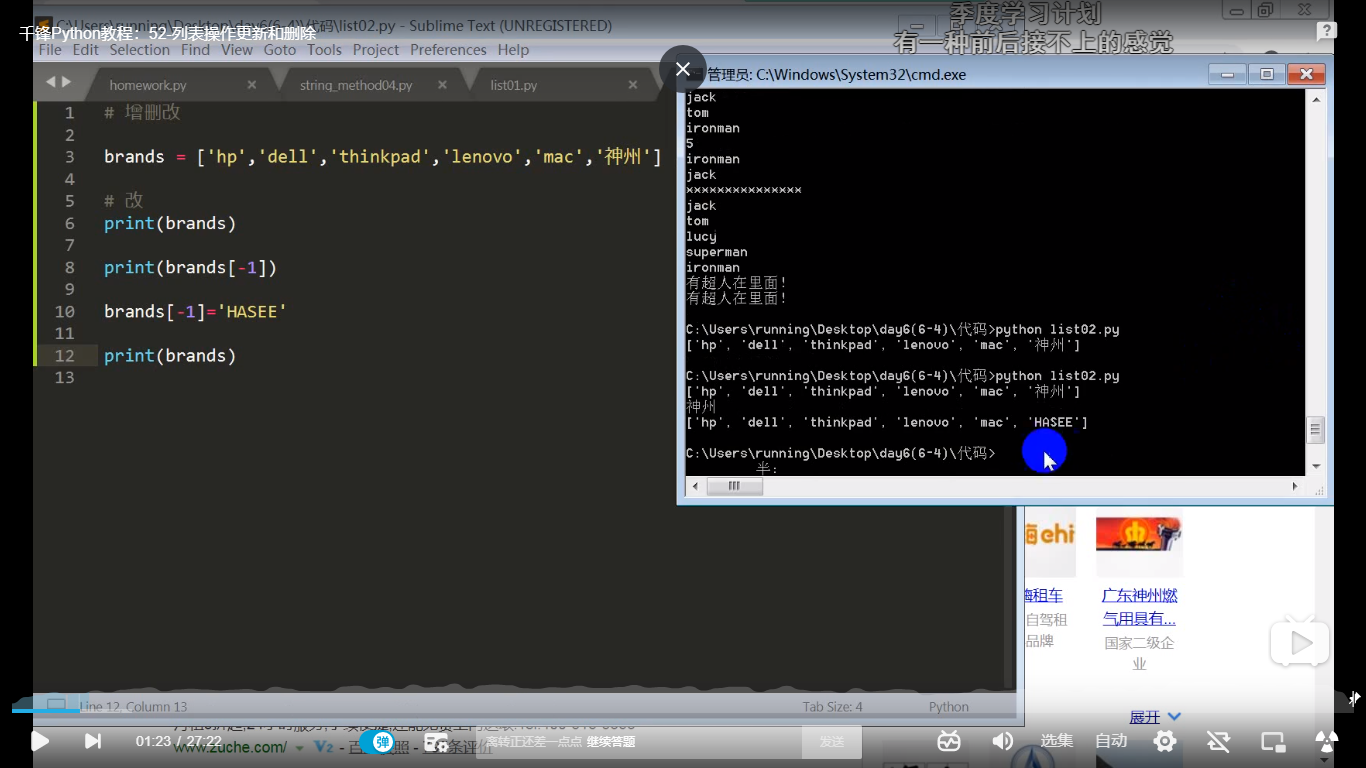 C:\Users\running\Desktop\day6(6-4)\代码\list02.py - Sublime Text (UNREGISTERED)
千锋Python教程：52-列表操作更新和删除
季度学习计划
有一种前后接不上的感觉
File Edit Selection Find View Goto Tools Project Preferences Help
homework.py
string_method04.py
list01.py
1 # 增删改
2
3 brands = ['hp','dell','thinkpad','lenovo','mac','神州']
4
5 # 改
6 print(brands)
7
8 print(brands[-1])
9
10 brands[-1]='HASEE'
11
12 print(brands)
13
管理员: C:\Windows\System32\cmd.exe
jack
tom
ironman
5
ironman
jack
×××××××××××××××
jack
tom
lucy
superman
ironman
有超人在里面!
有超人在里面!
C:\Users\running\Desktop\day6(6-4)\代码>python list02.py
['hp', 'dell', 'thinkpad', 'lenovo', 'mac', '神州']
C:\Users\running\Desktop\day6(6-4)\代码>python list02.py
['hp', 'dell', 'thinkpad', 'lenovo', 'mac', '神州']
神州
['hp', 'dell', 'thinkpad', 'lenovo', 'mac', 'HASEE']
C:\Users\running\Desktop\day6(6-4)\代码>
半:
ehi
租车
自驾租
品牌
广东神州燃
气用具有...
国家二级企
业
展开
Line 12, Column 13
Tab Size: 4
Python
www.zuche.com/
01:23 / 27:22
弹
离转正还差一点点 继续答题
发送
选集
自动